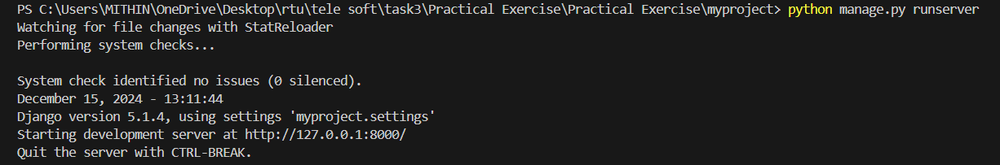 PS C:\Users\MITHIN\OneDrive\Desktop\rtu\tele soft\task3\Practical Exercise\Practical Exercise\myproject> python manage.py runserver
Watching for file changes with StatReloader
Performing system checks...

System check identified no issues (0 silenced).
December 15, 2024 - 13:11:44
Django version 5.1.4, using settings 'myproject.settings'
Starting development server at http://127.0.0.1:8000/
Quit the server with CTRL-BREAK.